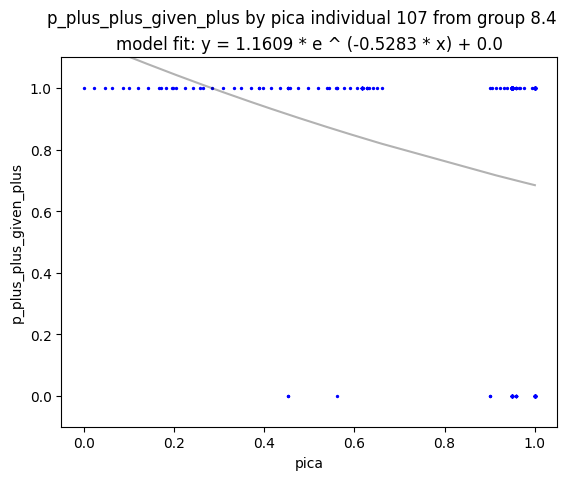 p_plus_plus_given_plus by pica individual 107 from group 8.4
model fit: y = 1.1609 * e ^ (-0.5283 * x) + 0.0
1.0
0.8
0.6
0.4
0.2
0.0
p_plus_plus_given_plus
0.0 0.2 0.4 0.6 0.8 1.0
pica